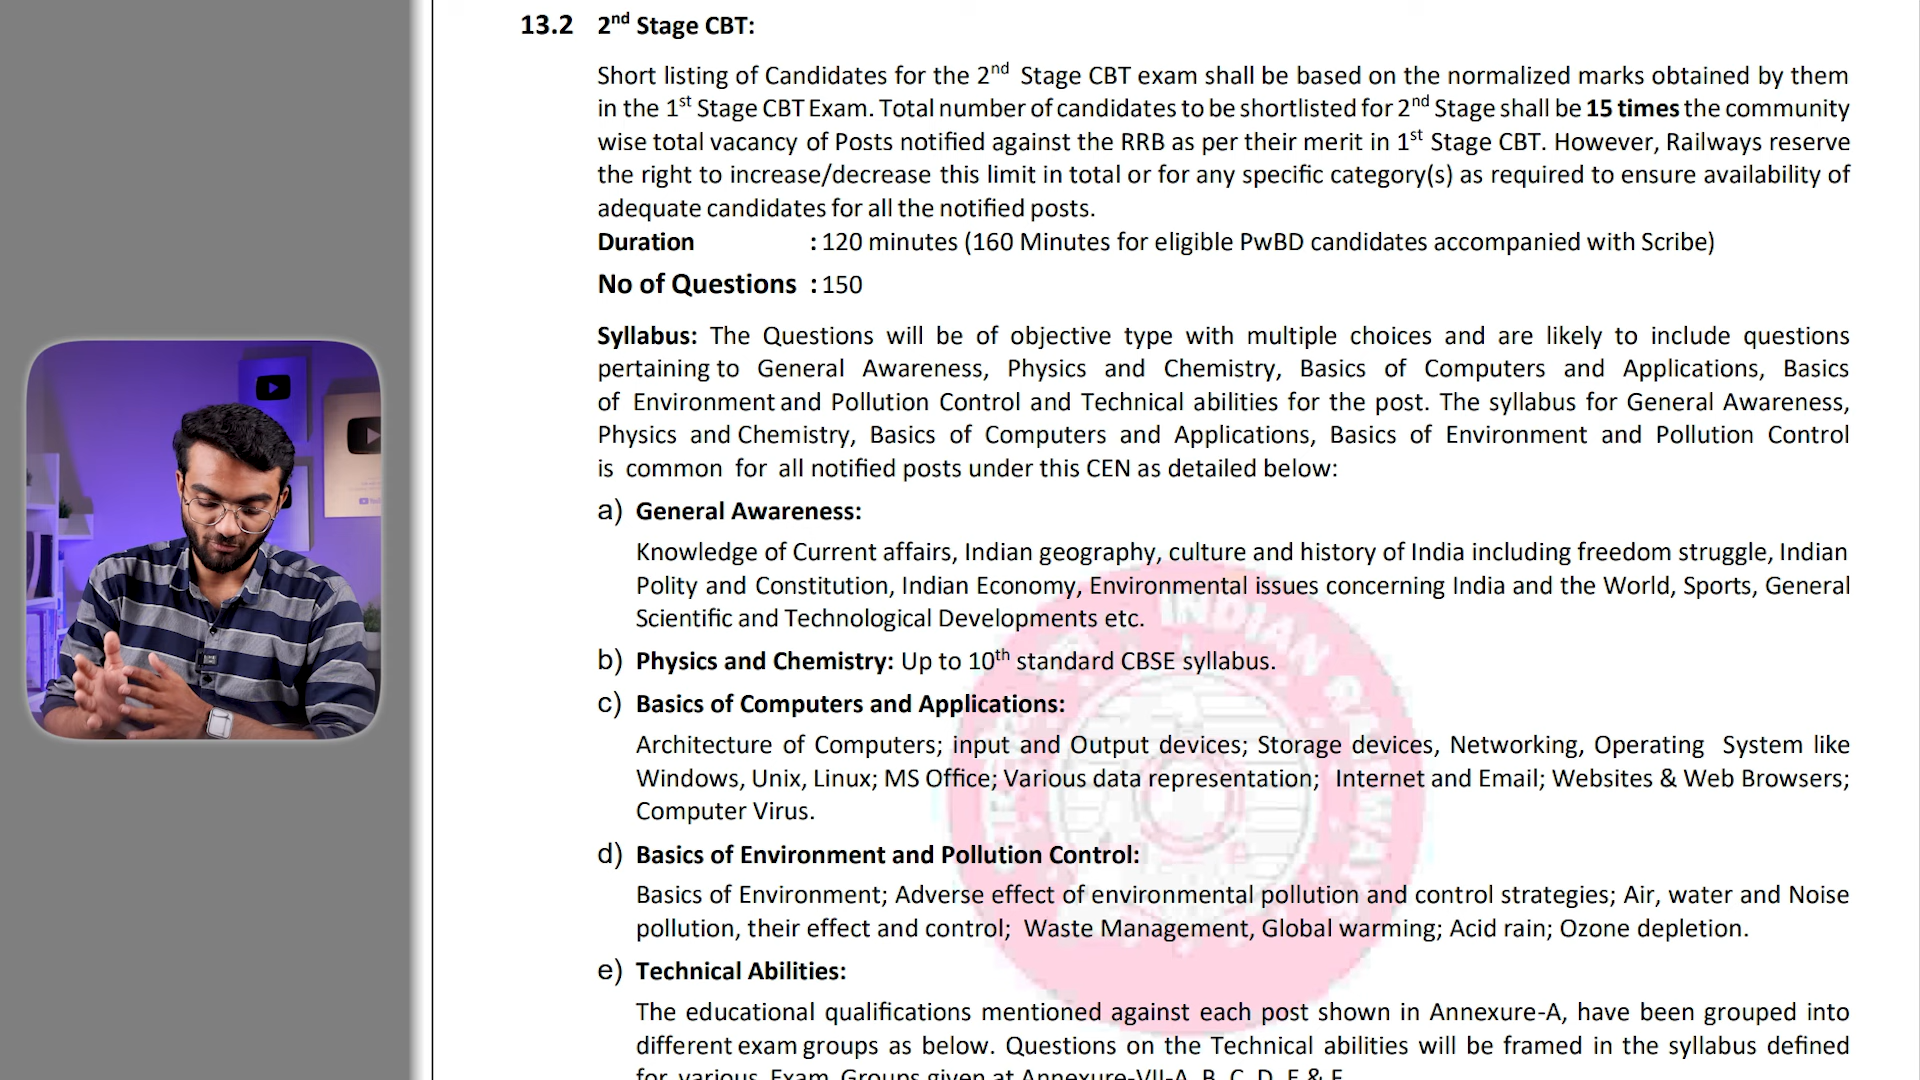 13.2 2nd Stage CBT:
Short listing of Candidates for the 2nd Stage CBT exam shall be based on the normalized marks obtained by them
in the 1st Stage CBT Exam. Total number of candidates to be shortlisted for 2nd Stage shall be 15 times the community
wise total vacancy of Posts notified against the RRB as per their merit in 1st Stage CBT. However, Railways reserve
the right to increase/decrease this limit in total or for any specific category(s) as required to ensure availability of
adequate candidates for all the notified posts.
Duration : 120 minutes (160 Minutes for eligible PwBD candidates accompanied with Scribe)
No of Questions : 150
Syllabus: The Questions will be of objective type with multiple choices and are likely to include questions
pertaining to General Awareness, Physics and Chemistry, Basics of Computers and Applications, Basics
of Environment and Pollution Control and Technical abilities for the post. The syllabus for General Awareness,
Physics and Chemistry, Basics of Computers and Applications, Basics of Environment and Pollution Control
is common for all notified posts under this CEN as detailed below:
a) General Awareness:
Knowledge of Current affairs, Indian geography, culture and history of India including freedom struggle, Indian
Polity and Constitution, Indian Economy, Environmental issues concerning India and the World, Sports, General
Scientific and Technological Developments etc.
b) Physics and Chemistry: Up to 10th standard CBSE syllabus.
c) Basics of Computers and Applications:
Architecture of Computers; input and Output devices; Storage devices, Networking, Operating System like
Windows, Unix, Linux; MS Office; Various data representation; Internet and Email; Websites & Web Browsers;
Computer Virus.
d) Basics of Environment and Pollution Control:
Basics of Environment; Adverse effect of environmental pollution and control strategies; Air, water and Noise
pollution, their effect and control; Waste Management, Global warming; Acid rain; Ozone depletion.
e) Technical Abilities:
The educational qualifications mentioned against each post shown in Annexure-A, have been grouped into
different exam groups as below. Questions on the Technical abilities will be framed in the syllabus defined
for various Exam Groups given at Annexure-VII-A, B, C, D, E & F
INDIAN